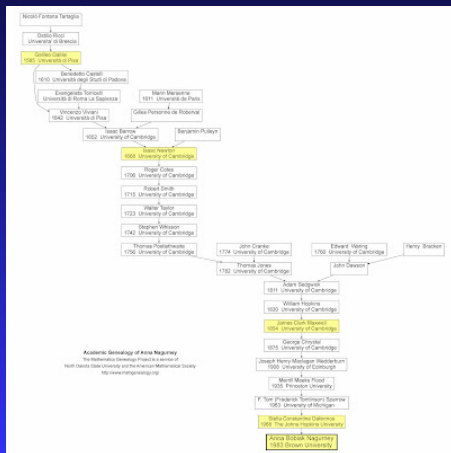 Nicolò Fontana Tartaglia
Ostilio Ricci
Università di Brescia
Galileo Galilei
1585 Università di Pisa
Benedetto Castelli
1610 Università degli Studi di Padova
Evangelista Torricelli
Università di Roma La Sapienza
Marin Mersenne
1611 Université de Paris
Vincenzo Viviani
1642 Università di Pisa
Gilles Personne de Roberval
Isaac Barrow
1652 University of Cambridge
Benjamin Pulleyn
Isaac Newton
1668 University of Cambridge
Roger Cotes
1706 University of Cambridge
Robert Smith
1715 University of Cambridge
Walter Taylor
1723 University of Cambridge
Stephen Whisson
1742 University of Cambridge
Thomas Postlethwaite
1756 University of Cambridge
John Cranke
1774 University of Cambridge
Edward Waring
1760 University of Cambridge
Henry Bracken
Thomas Jones
1782 University of Cambridge
John Dawson
Adam Sedgwick
1811 University of Cambridge
William Hopkins
1830 University of Cambridge
James Clerk Maxwell
1854 University of Cambridge
George Chrystal
1875 University of Cambridge
Academic Genealogy of Anna Nagurney
The Mathematics Genealogy Project is a service of
North Dakota State University and the American Mathematical Society
http://www.mathgenealogy.org/
Joseph Henry Maclagan Wedderburn
1908 University of Edinburgh
Merrill Meeks Flood
1935 Princeton University
F. Tom (Frederick Tomlinson) Sparrow
1963 University of Michigan
Stella Constantina Dafermos
1968 The Johns Hopkins University
Anna Bobiak Nagurney
1983 Brown University